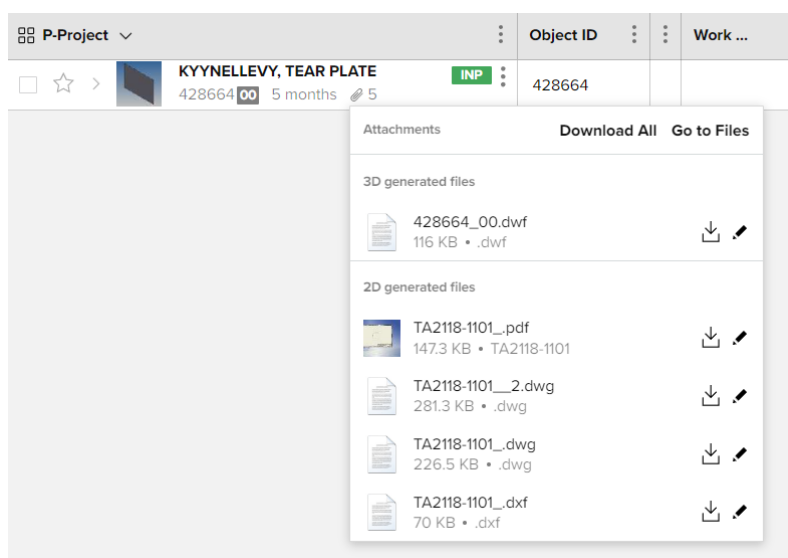 P-Project Object ID Work ...
KYYNELLEVY, TEAR PLATE INP
428664 00 5 months 5 428664
Attachments Download All Go to Files
3D generated files
428664_00.dwf
116 KB • .dwf
2D generated files
TA2118-1101_.pdf
147.3 KB • TA2118-1101
TA2118-1101__2.dwg
281.3 KB • .dwg
TA2118-1101_.dwg
226.5 KB • .dwg
TA2118-1101_.dxf
70 KB • .dxf